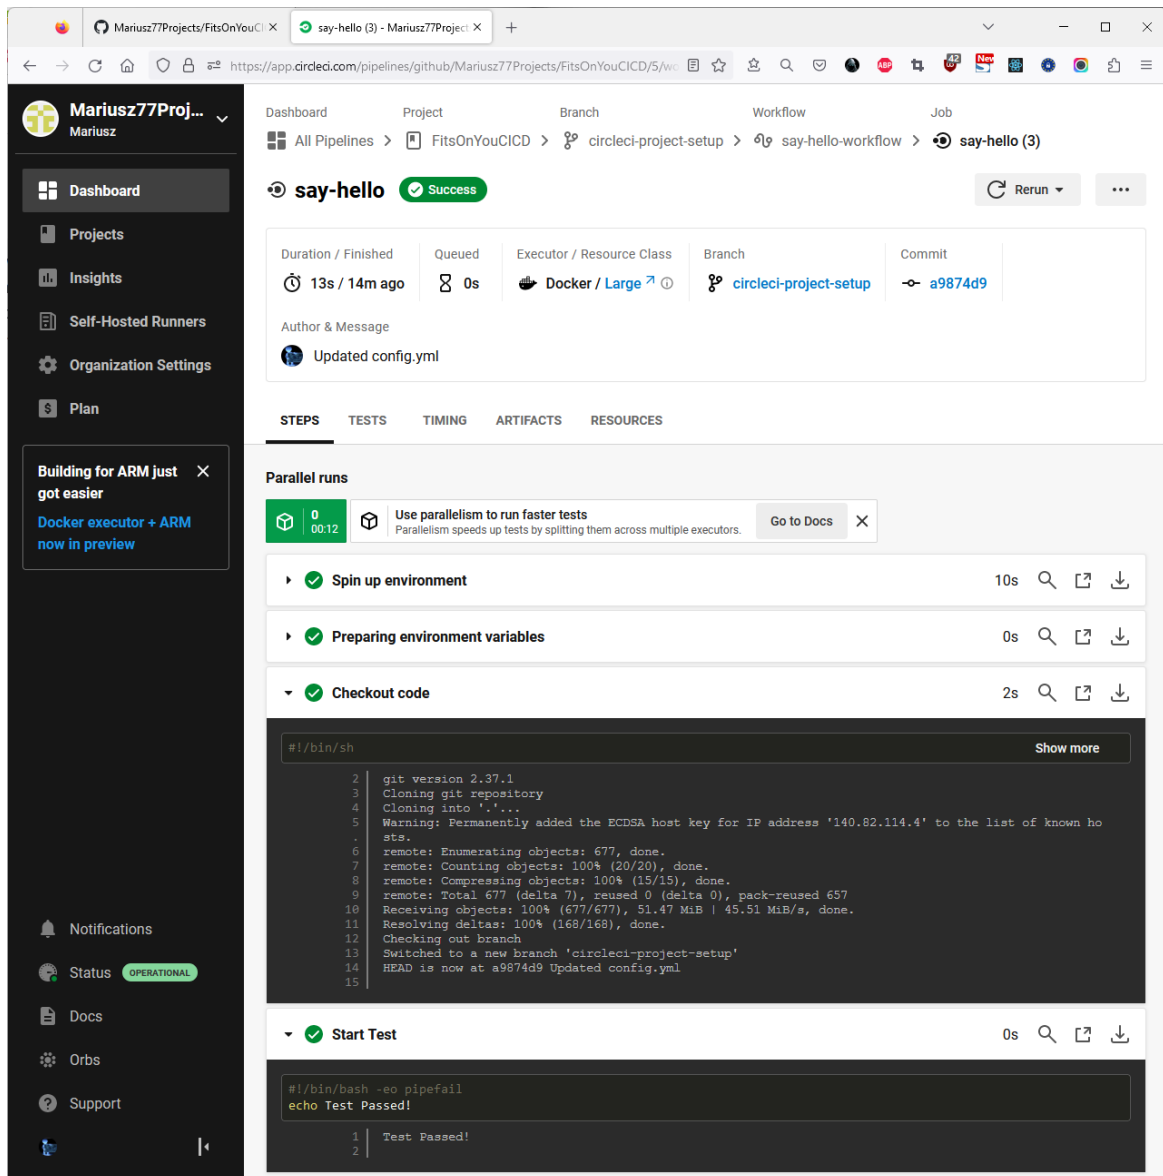 Mariusz77Projects/FitsOnYouCI
say-hello (3) - Mariusz77Project
https://app.circleci.com/pipelines/github/Mariusz77Projects/FitsOnYouCICD/5/wo
ABP
42
New
Mariusz77Proj...
Mariusz
Dashboard
Projects
Insights
Self-Hosted Runners
Organization Settings
Plan
Building for ARM just
got easier
Docker executor + ARM
now in preview
Notifications
Status OPERATIONAL
Docs
Orbs
Support
Dashboard Project Branch Workflow Job
All Pipelines > FitsOnYouCICD > circleci-project-setup > say-hello-workflow > say-hello (3)
say-hello Success Rerun ...
Duration / Finished Queued Executor / Resource Class Branch Commit
13s / 14m ago 0s Docker / Large circleci-project-setup a9874d9
Author & Message
Updated config.yml
STEPS TESTS TIMING ARTIFACTS RESOURCES
Parallel runs
0
00:12
Use parallelism to run faster tests
Parallelism speeds up tests by splitting them across multiple executors.
Go to Docs
Spin up environment 10s
Preparing environment variables 0s
Checkout code 2s
#!/bin/sh Show more
2 git version 2.37.1
3 Cloning git repository
4 Cloning into '.'...
5 Warning: Permanently added the ECDSA host key for IP address '140.82.114.4' to the list of known ho
. sts.
6 remote: Enumerating objects: 677, done.
7 remote: Counting objects: 100% (20/20), done.
8 remote: Compressing objects: 100% (15/15), done.
9 remote: Total 677 (delta 7), reused 0 (delta 0), pack-reused 657
10 Receiving objects: 100% (677/677), 51.47 MiB | 45.51 MiB/s, done.
11 Resolving deltas: 100% (168/168), done.
12 Checking out branch
13 Switched to a new branch 'circleci-project-setup'
14 HEAD is now at a9874d9 Updated config.yml
15
Start Test 0s
#!/bin/bash -eo pipefail
echo Test Passed!
1 Test Passed!
2